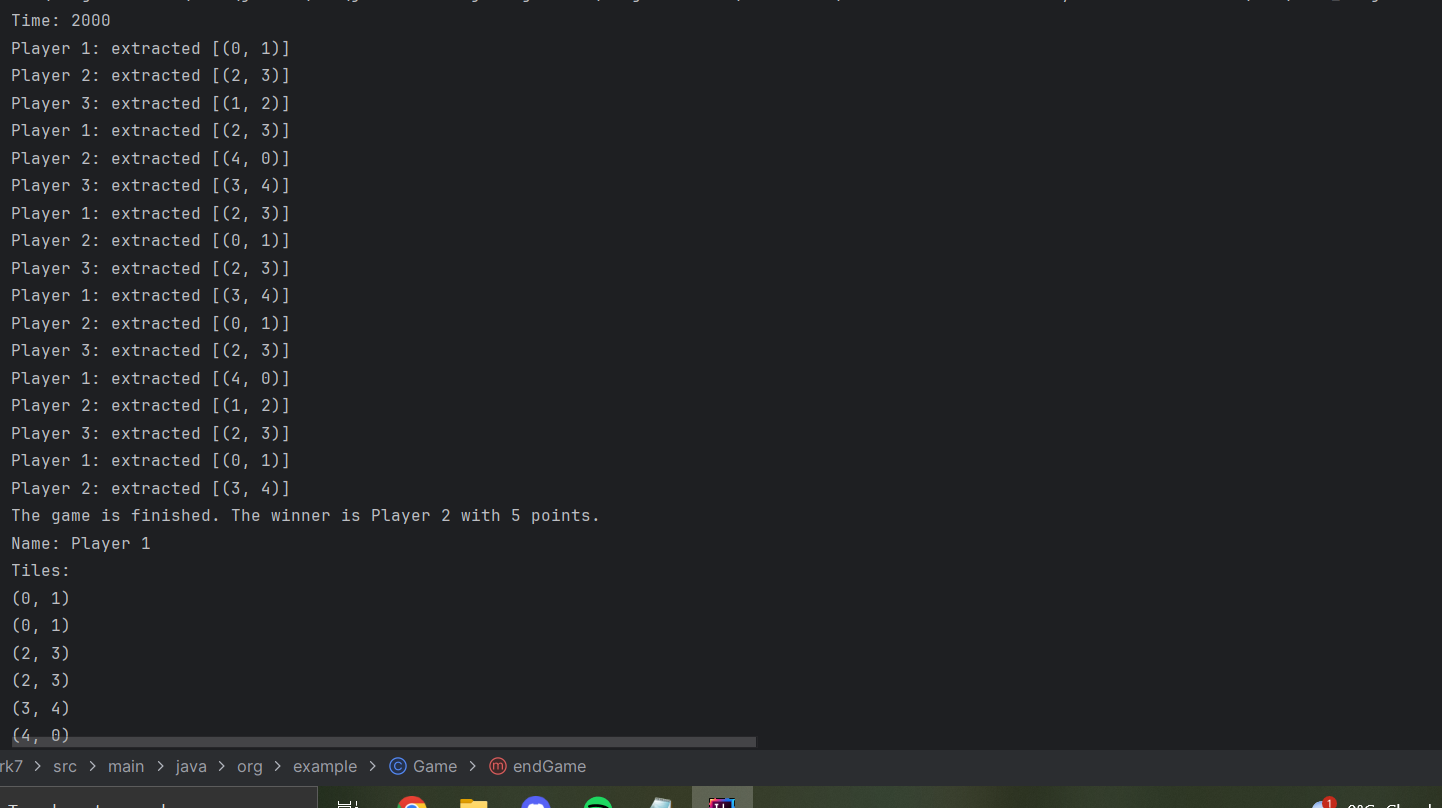 Time: 2000
Player 1: extracted [(0, 1)]
Player 2: extracted [(2, 3)]
Player 3: extracted [(1, 2)]
Player 1: extracted [(2, 3)]
Player 2: extracted [(4, 0)]
Player 3: extracted [(3, 4)]
Player 1: extracted [(2, 3)]
Player 2: extracted [(0, 1)]
Player 3: extracted [(2, 3)]
Player 1: extracted [(3, 4)]
Player 2: extracted [(0, 1)]
Player 3: extracted [(2, 3)]
Player 1: extracted [(4, 0)]
Player 2: extracted [(1, 2)]
Player 3: extracted [(2, 3)]
Player 1: extracted [(0, 1)]
Player 2: extracted [(3, 4)]
The game is finished. The winner is Player 2 with 5 points.
Name: Player 1
Tiles:
(0, 1)
(0, 1)
(2, 3)
(2, 3)
(3, 4)
(4, 0)
rk7 > src > main > java > org > example > C Game > m endGame
1